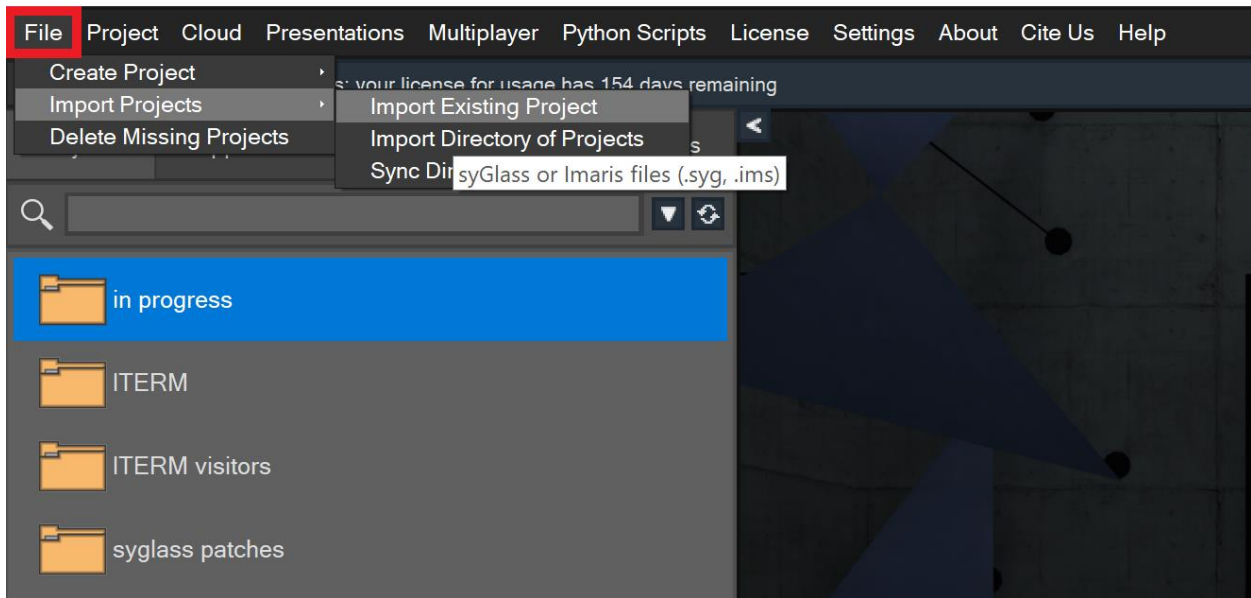 File Project Cloud Presentations Multiplayer Python Scripts License Settings About Cite Us Help
Create Project
s: your license for usage has 154 days remaining
Import Projects
Import Existing Project
Delete Missing Projects
Import Directory of Projects
s
Sync Dir
syGlass or Imaris files (.syg, .ims)
in progress
ITERM
ITERM visitors
syglass patches